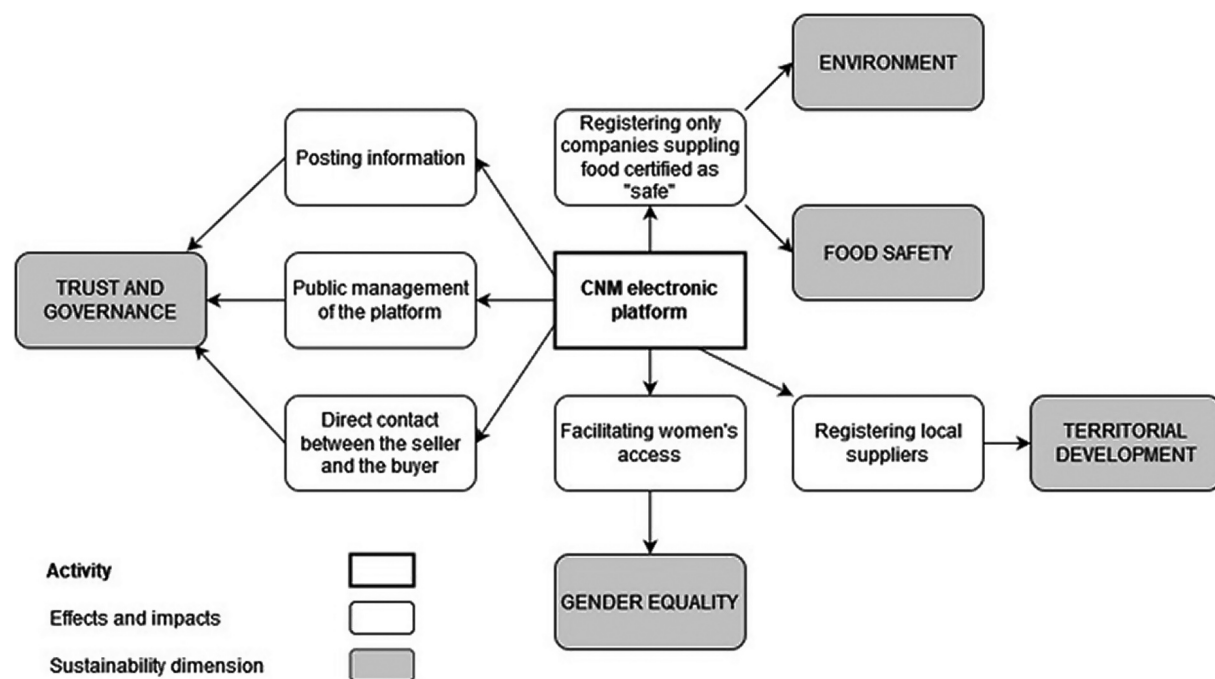 ENVIRONMENT
Posting information
Registering only
companies suppling
food certified as
"safe"
FOOD SAFETY
TRUST AND
GOVERNANCE
Public management
of the platform
CNM electronic
platform
Direct contact
between the seller
and the buyer
Facilitating women's
access
Registering local
suppliers
TERRITORIAL
DEVELOPMENT
GENDER EQUALITY
Activity
Effects and impacts
Sustainability dimension